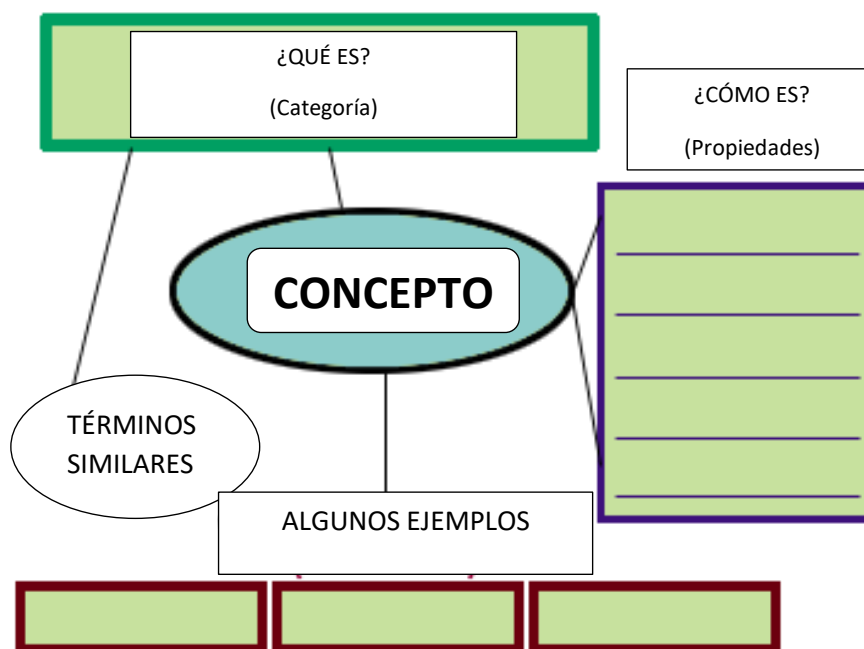 ¿QUÉ ES?
(Categoría)
¿CÓMO ES?
(Propiedades)
CONCEPTO
TÉRMINOS
SIMILARES
ALGUNOS EJEMPLOS